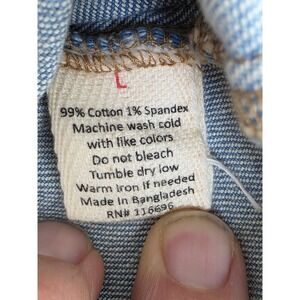 L
99% Cotton 1% Spandex
Machine wash cold
with like colors
Do not bleach
Tumble dry low
Warm Iron if needed
Made In Bangladesh
RN# 116696